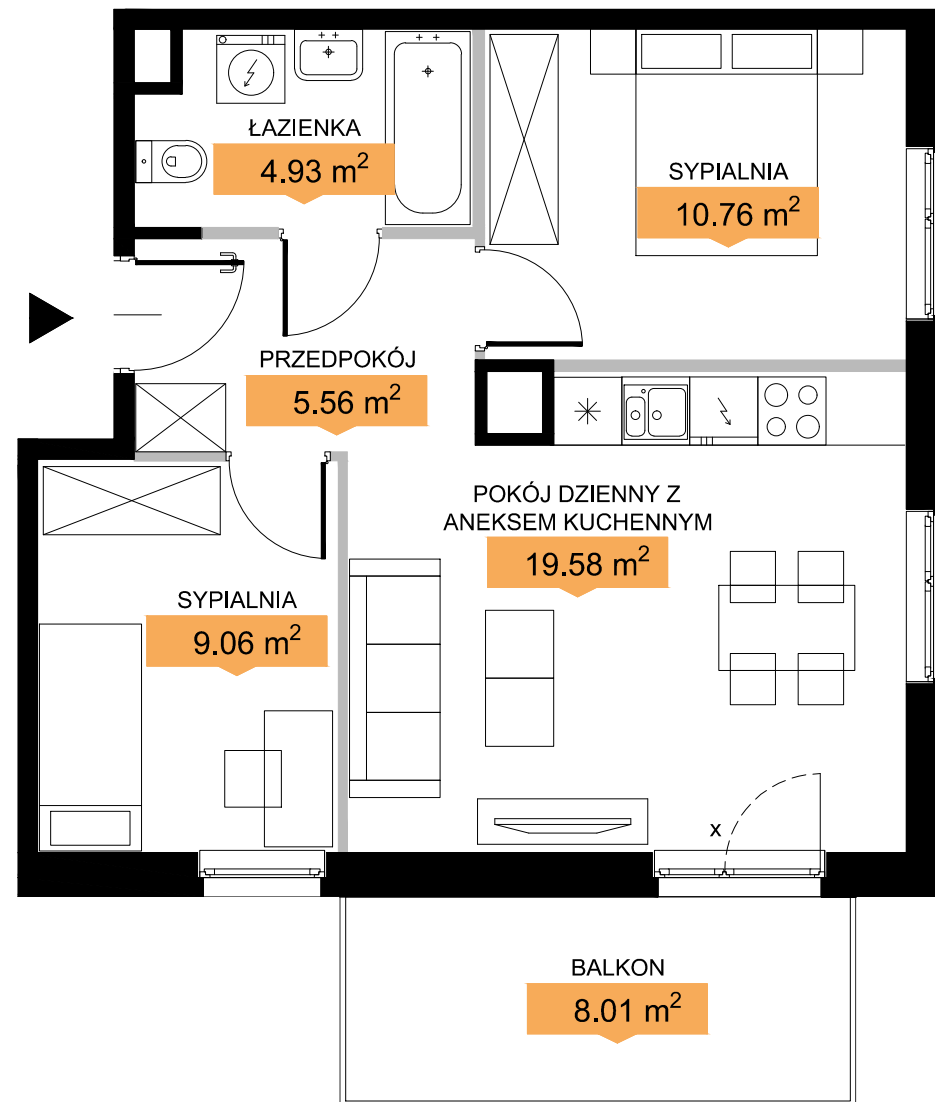 ŁAZIENKA
4.93 m²
SYPIALNIA
10.76 m²
PRZEDPOKÓJ
5.56 m²
POKÓJ DZIENNY Z
ANEKSEM KUCHENNYM
19.58 m²
SYPIALNIA
9.06 m²
x
BALKON
8.01 m²